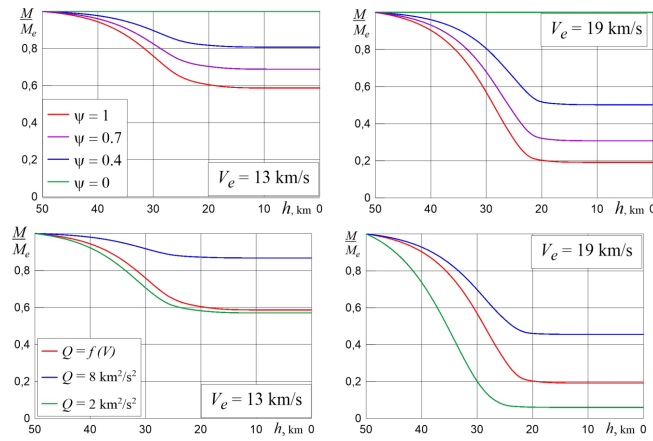 M
Mₑ
0,8
0,6
0,4
0,2
0
ψ = 1
ψ = 0.7
ψ = 0.4
ψ = 0
Vₑ = 13 km/s
50 40 30 20 10 h, km 0
M
Mₑ
0,8
0,6
0,4
0,2
0
Vₑ = 19 km/s
50 40 30 20 10 h, km 0
M
Mₑ
0,8
0,6
0,4
0,2
0
Q = f (V)
Q = 8 km²/s²
Q = 2 km²/s²
Vₑ = 13 km/s
50 40 30 20 10 h, km 0
M
Mₑ
0,8
0,6
0,4
0,2
0
Vₑ = 19 km/s
50 40 30 20 10 h, km 0